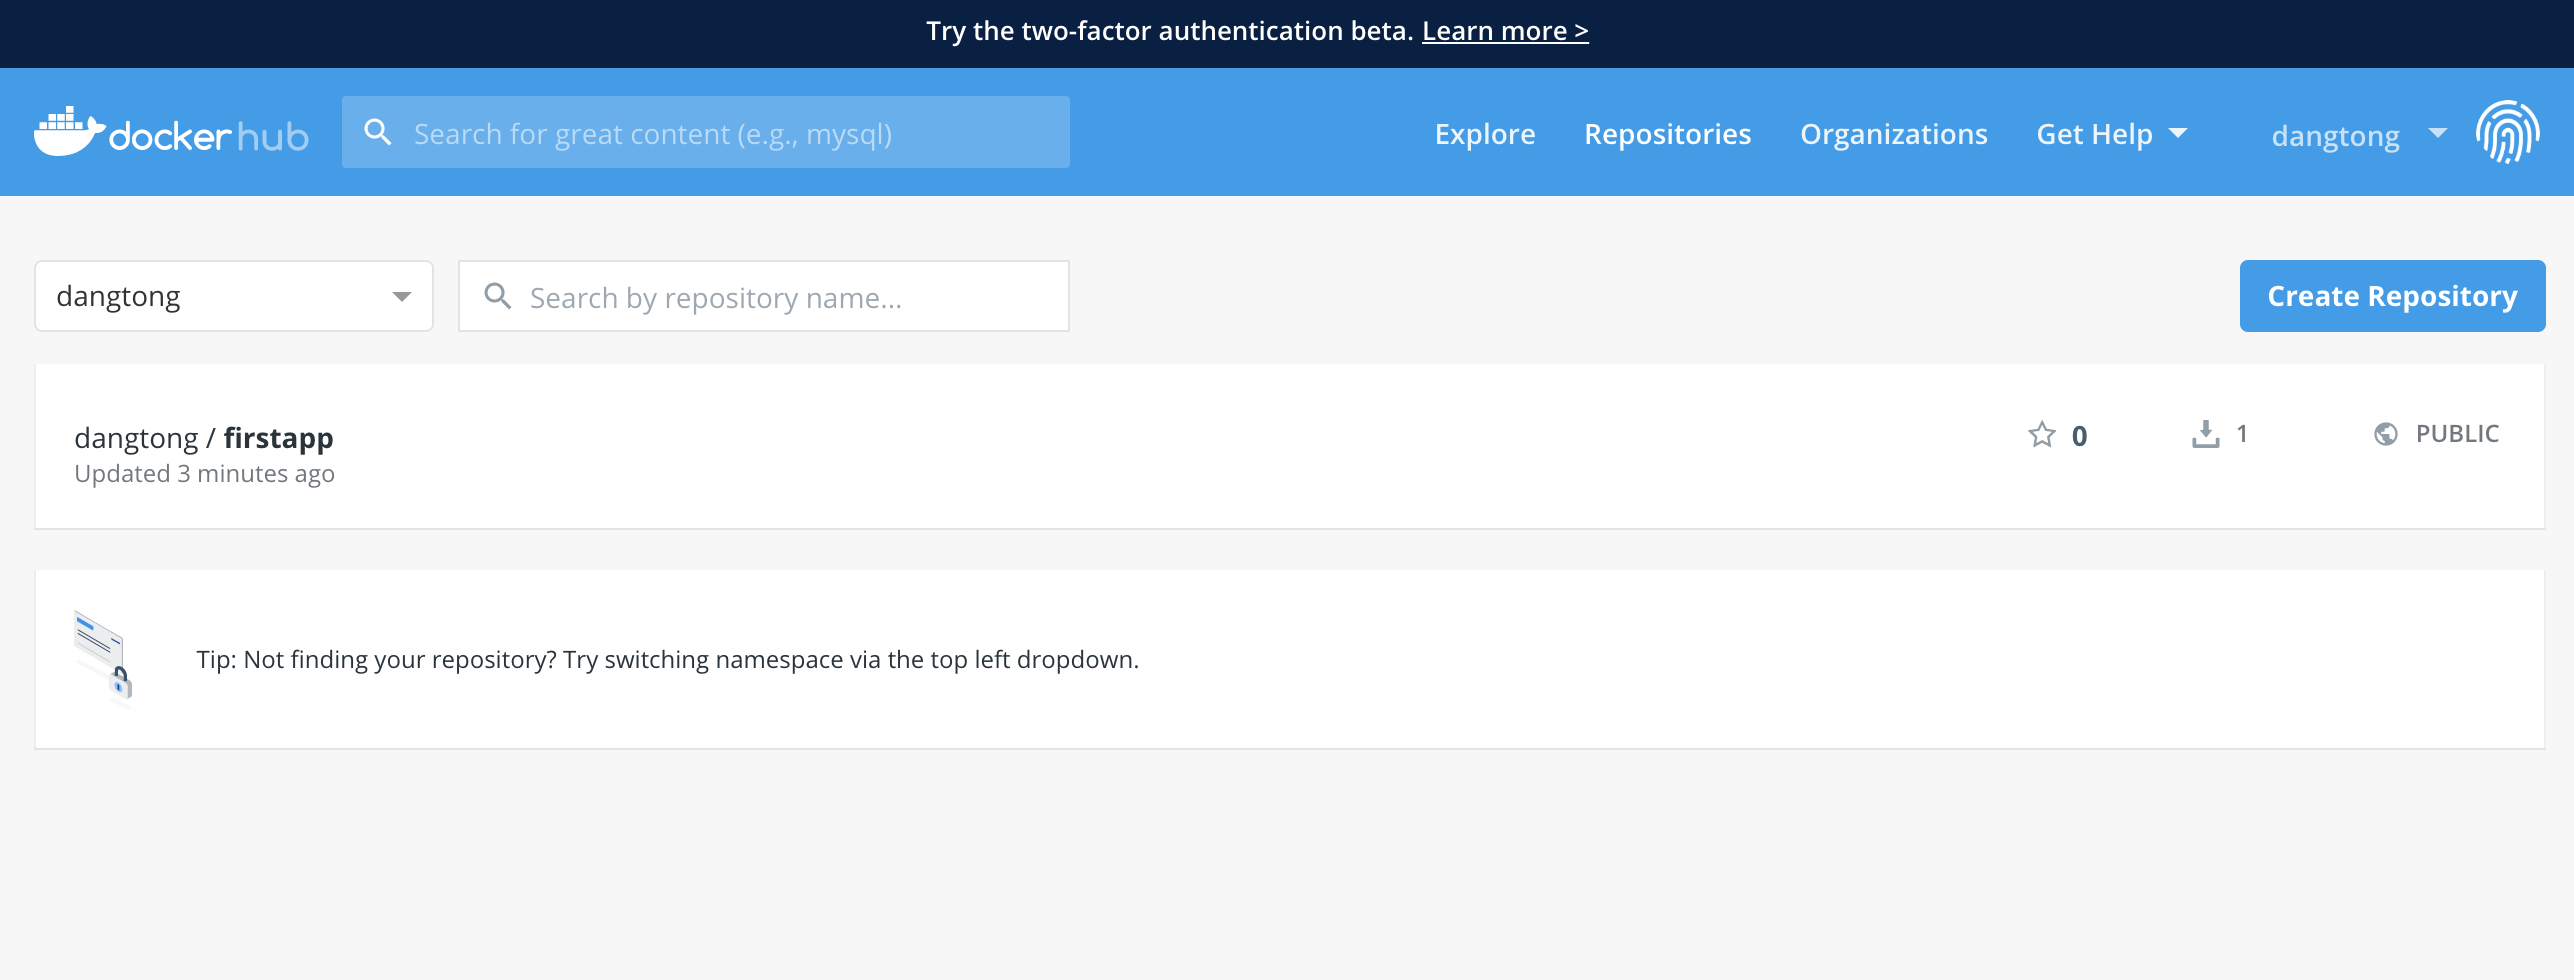 Try the two-factor authentication beta. Learn more >
docker hub
Search for great content (e.g., mysql)
Explore
Repositories
Organizations
Get Help
dangtong
dangtong
Search by repository name...
Create Repository
dangtong / firstapp
0
1
PUBLIC
Updated 3 minutes ago
Tip: Not finding your repository? Try switching namespace via the top left dropdown.